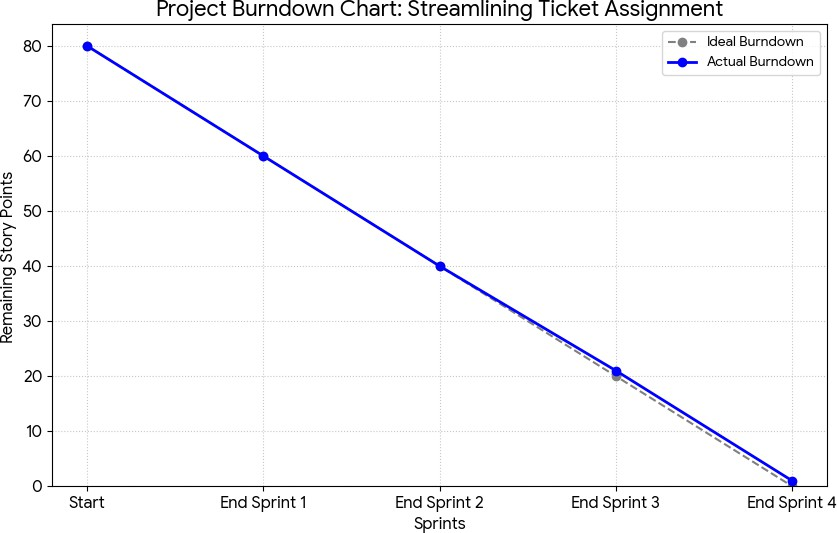 Project Burndown Chart: Streamlining Ticket Assignment
Ideal Burndown
Actual Burndown
Remaining Story Points
80
70
60
50
40
30
20
10
0
Start
End Sprint 1
End Sprint 2
End Sprint 3
End Sprint 4
Sprints